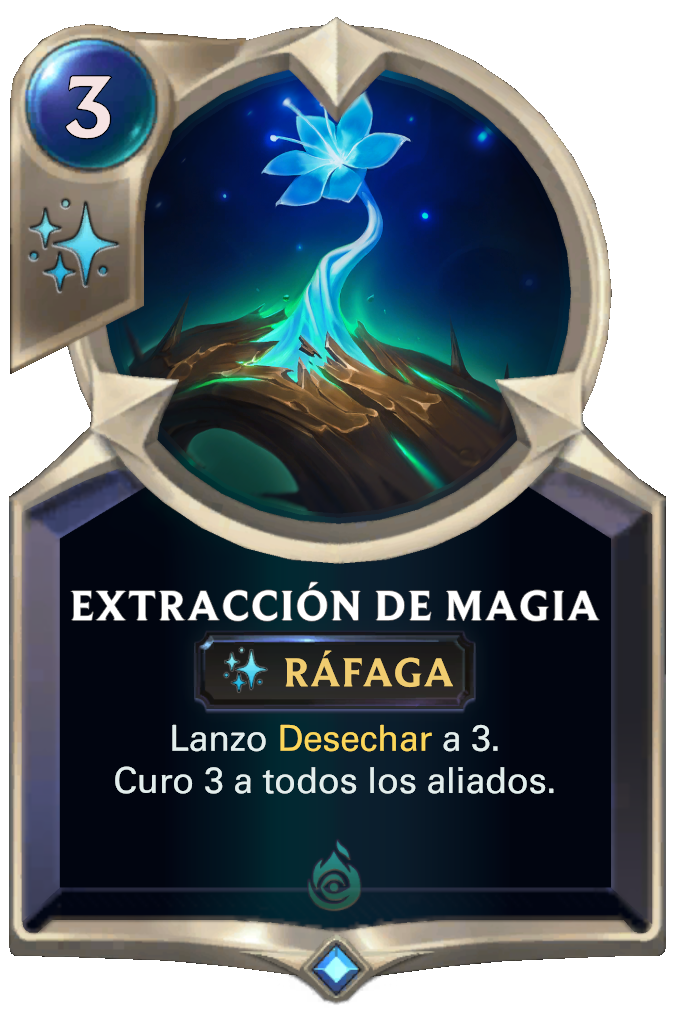 3
EXTRACCIÓN DE MAGIA
RÁFAGA
Lanzo Desechar a 3.
Curo 3 a todos los aliados.